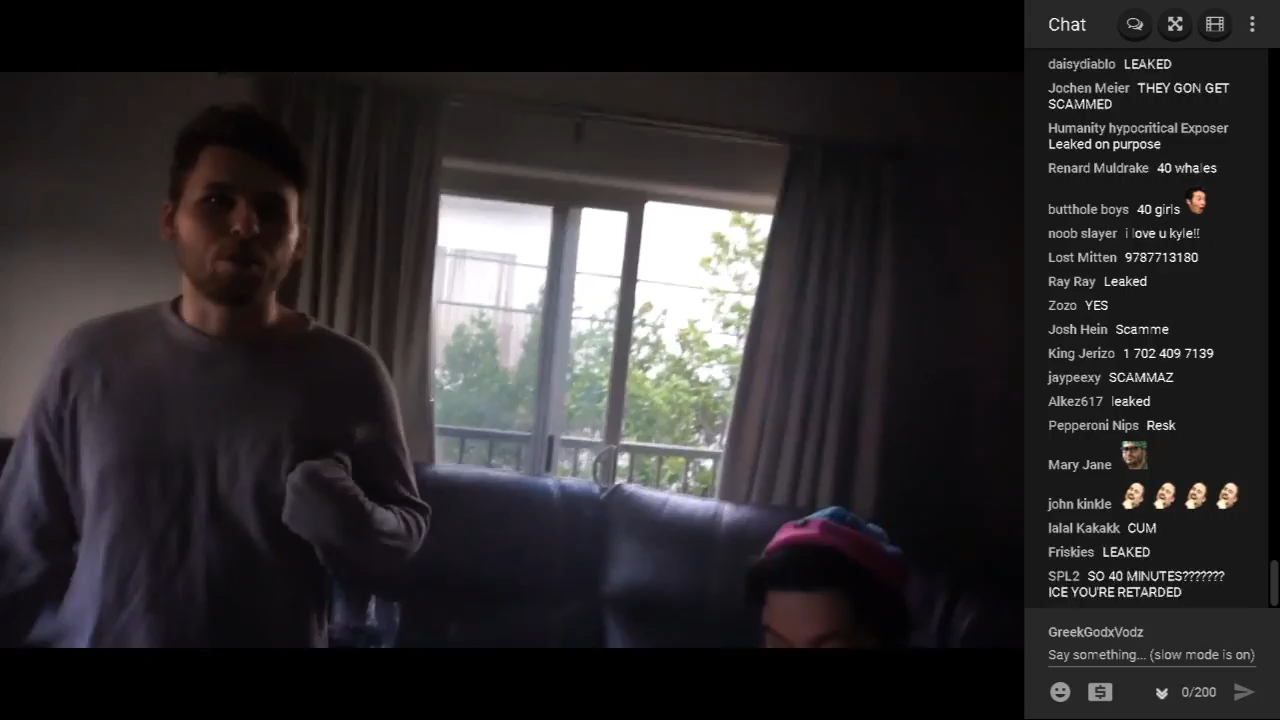 Chat
daisydiablo LEAKED
Jochen Meier THEY GON GET
SCAMMED
Humanity hypocritical Exposer
Leaked on purpose
Renard Muldrake 40 whales
butthole boys 40 girls
noob slayer i love u kyle!!
Lost Mitten 9787713180
Ray Ray Leaked
Zozo YES
Josh Hein Scamme
King Jerizo 1 702 409 7139
jaypeexy SCAMMAZ
Alkez617 leaked
Pepperoni Nips Resk
Mary Jane
john kinkle
lalal Kakakk CUM
Friskies LEAKED
SPL2 SO 40 MINUTES???????
ICE YOU'RE RETARDED
GreekGodxVodz
Say something... (slow mode is on)
0/200